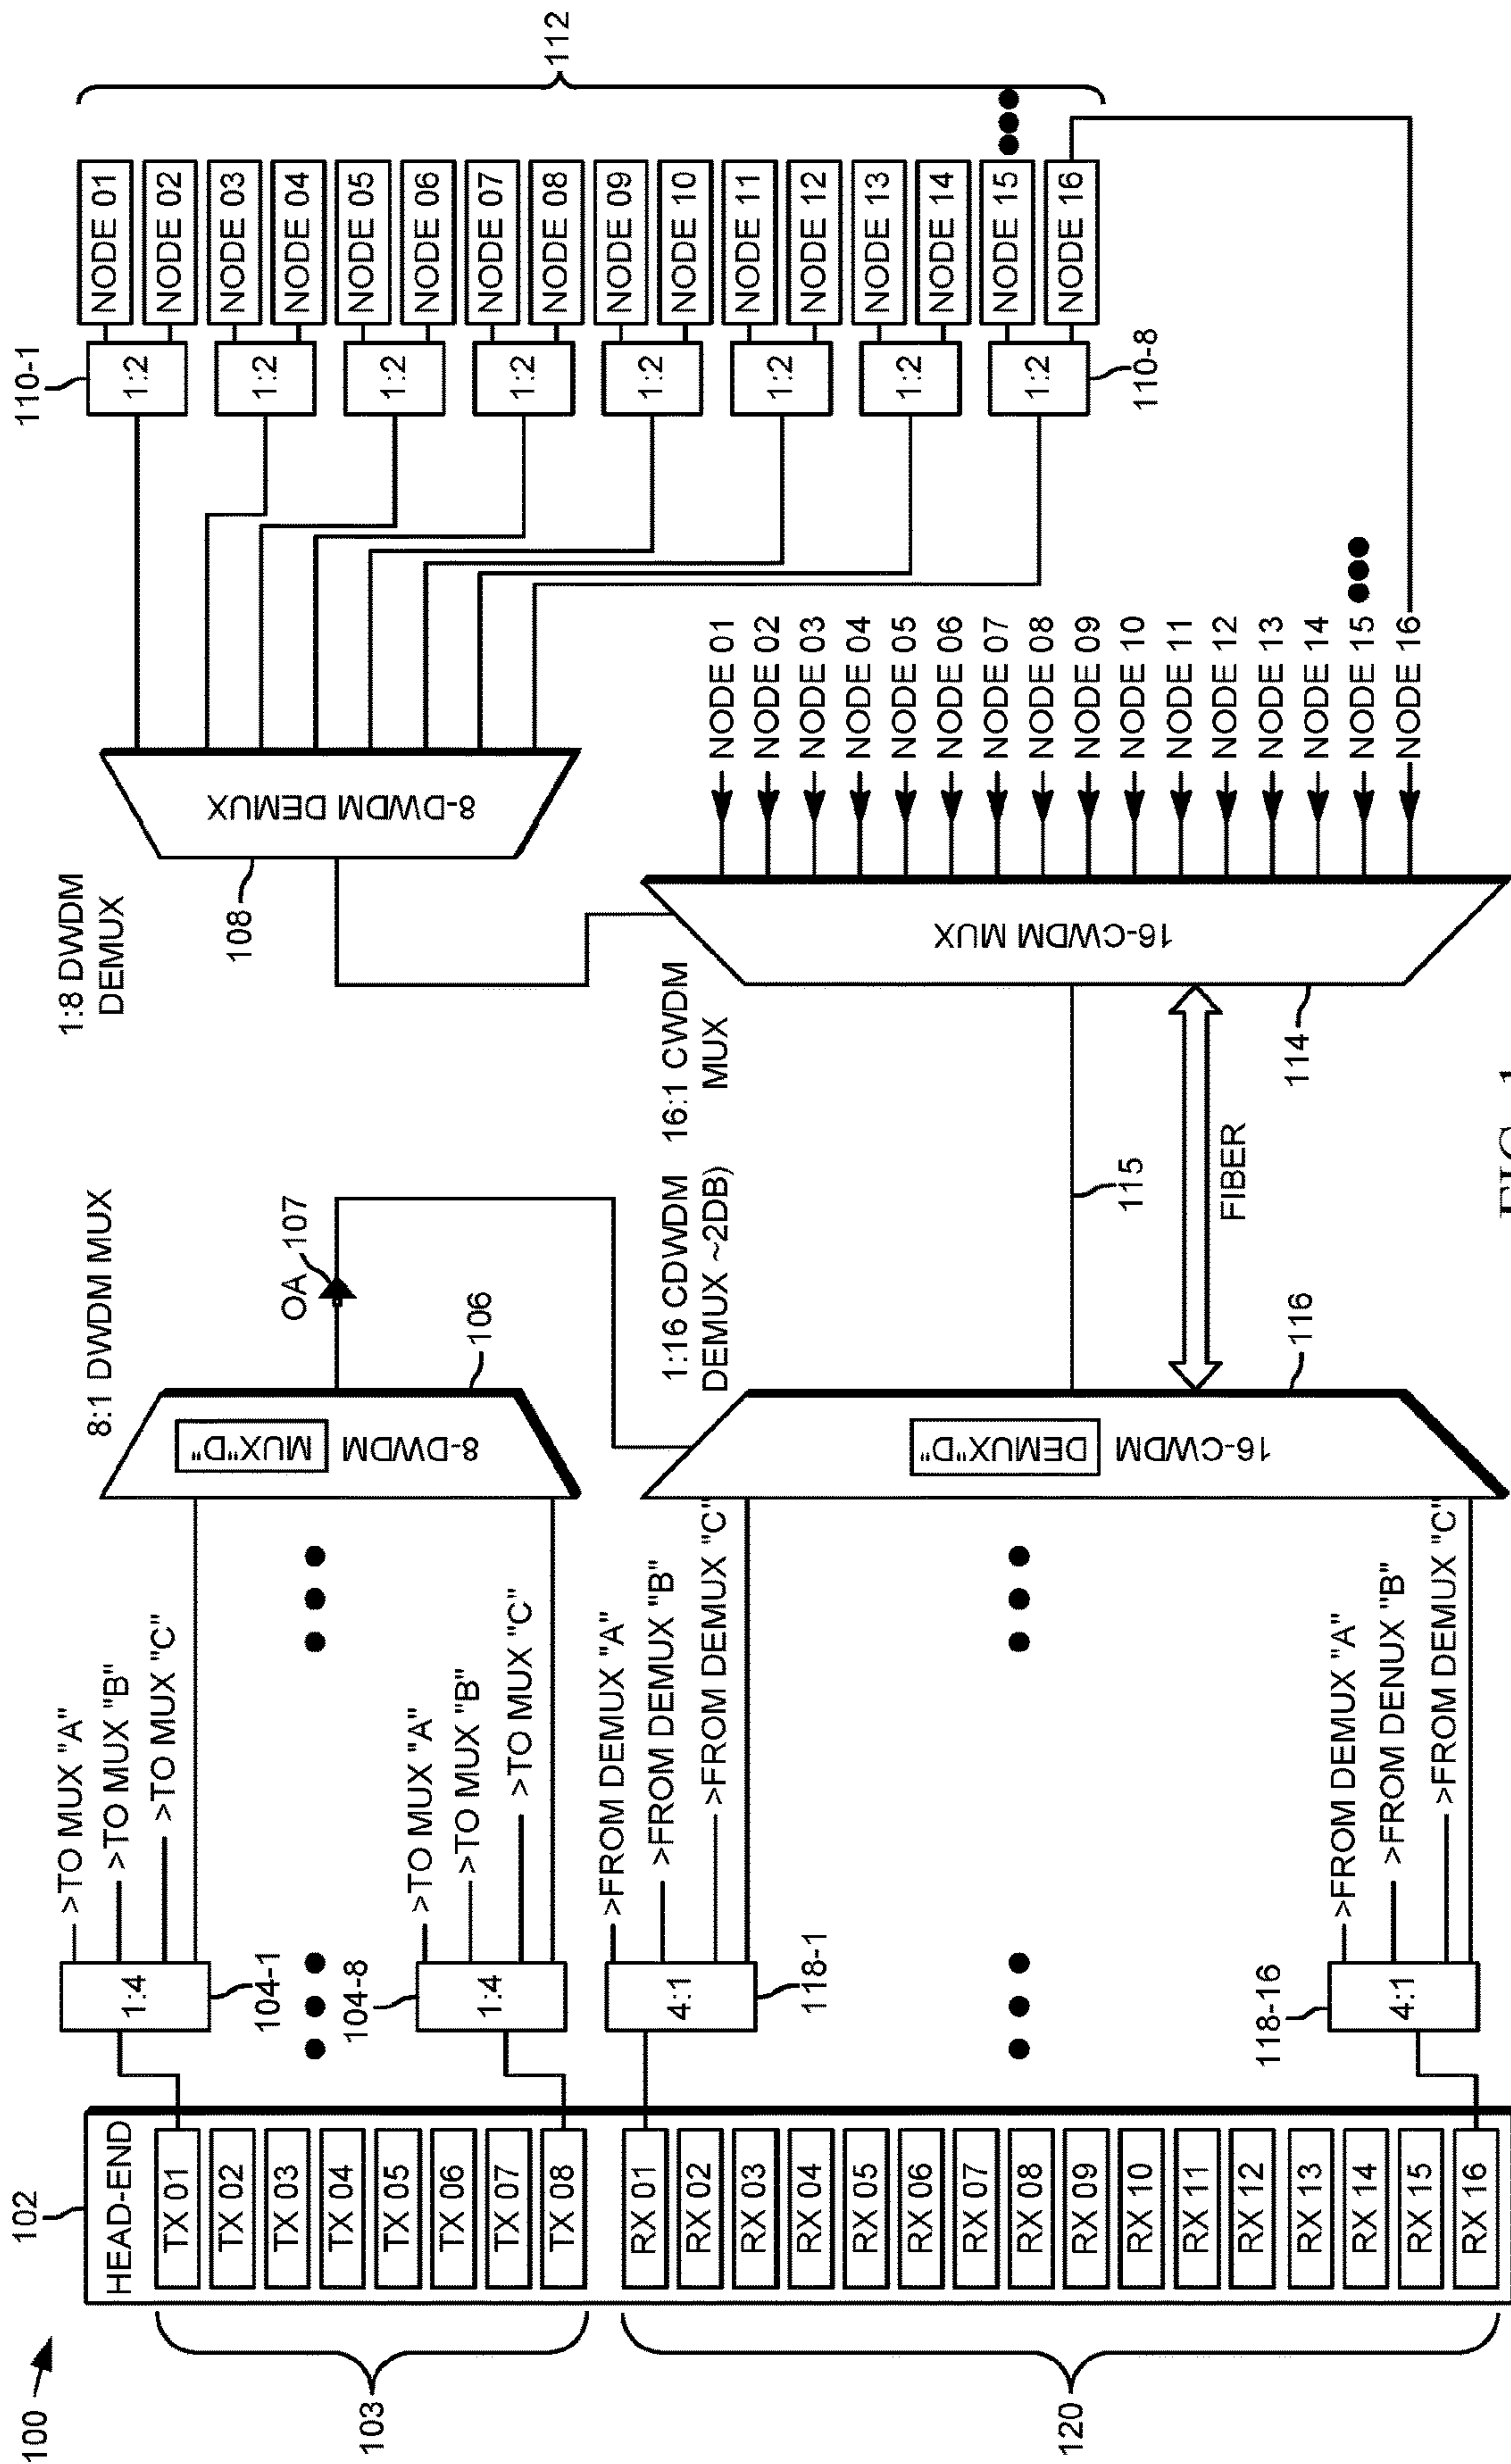 100
102
HEAD-END
TX 01
TX 02
TX 03
TX 04
TX 05
TX 06
TX 07
TX 08
103
RX 01
RX 02
RX 03
RX 04
RX 05
RX 06
RX 07
RX 08
RX 09
RX 10
RX 11
RX 12
RX 13
RX 14
RX 15
RX 16
120
1:4
104-1
>TO MUX "A"
>TO MUX "B"
>TO MUX "C"
104-8
1:4
>TO MUX "A"
>TO MUX "B"
>TO MUX "C"
4:1
118-1
>FROM DEMUX "A"
>FROM DEMUX "B"
>FROM DEMUX "C"
118-16
4:1
>FROM DEMUX "A"
>FROM DENUX "B"
>FROM DEMUX "C"
8:1 DWDM MUX
8-DWDM
MUX"D"
106
OA
107
1:16 CDWDM
DEMUX ~2DB)
16-CWDM
DEMUX"D"
116
115
FIBER
16:1 CWDM
MUX
16-CWDM MUX
114
1:8 DWDM
DEMUX
108
8-DWDM DEMUX
NODE 01
NODE 02
NODE 03
NODE 04
NODE 05
NODE 06
NODE 07
NODE 08
NODE 09
NODE 10
NODE 11
NODE 12
NODE 13
NODE 14
NODE 15
NODE 16
110-1
1:2
1:2
1:2
1:2
1:2
1:2
1:2
1:2
110-8
NODE 01
NODE 02
NODE 03
NODE 04
NODE 05
NODE 06
NODE 07
NODE 08
NODE 09
NODE 10
NODE 11
NODE 12
NODE 13
NODE 14
NODE 15
NODE 16
112